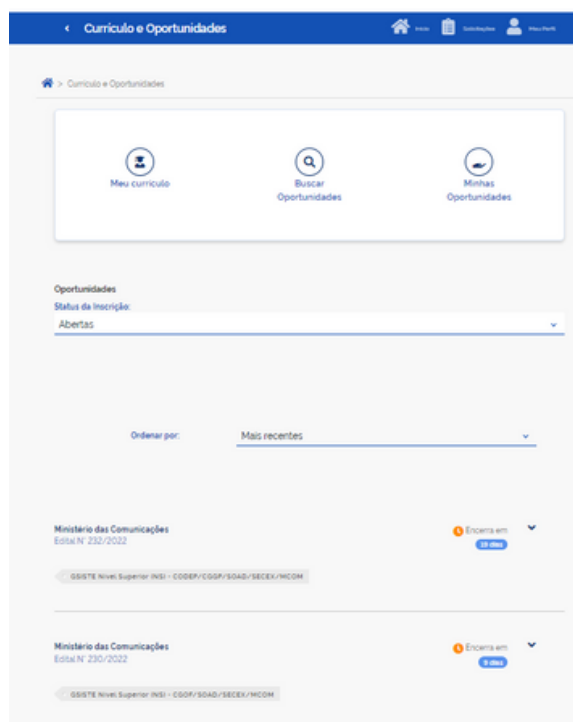 Currículo e Oportunidades
Início Solicitações Meu Perfil
> Currículo e Oportunidades
Meu currículo
Buscar
Oportunidades
Minhas
Oportunidades
Oportunidades
Status da Inscrição:
Abertas
Ordenar por:
Mais recentes
Ministério das Comunicações
Edital N° 232/2022
Encerra em
19 dias
GSISTE Nível Superior (NS) - CODEP/CGGP/SOAD/SECEX/MCOM
Ministério das Comunicações
Edital N° 230/2022
Encerra em
9 dias
GSISTE Nível Superior (NS) - CGOF/SOAD/SECEX/MCOM